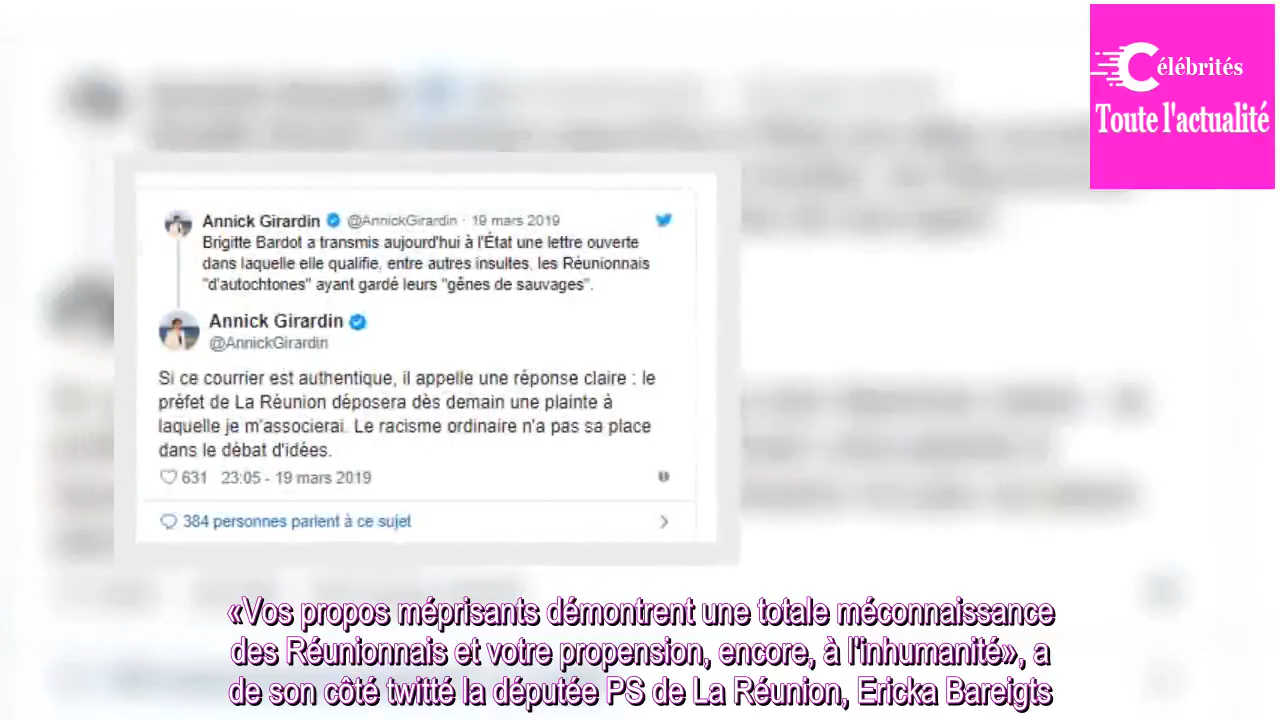 Célébrités
Toute l'actualité
Annick Girardin @AnnickGirardin · 19 mars 2019
Brigitte Bardot a transmis aujourd'hui à l'État une lettre ouverte
dans laquelle elle qualifie, entre autres insultes, les Réunionnais
"d'autochtones" ayant gardé leurs "gênes de sauvages".
Annick Girardin
@AnnickGirardin
Si ce courrier est authentique, il appelle une réponse claire : le
préfet de La Réunion déposera dès demain une plainte à
laquelle je m'associerai. Le racisme ordinaire n'a pas sa place
dans le débat d'idées.
631 23:05 - 19 mars 2019
384 personnes parlent à ce sujet
«Vos propos méprisants démontrent une totale méconnaissance
des Réunionnais et votre propension, encore, à l'inhumanité», a
de son côté twitté la députée PS de La Réunion, Ericka Bareigts